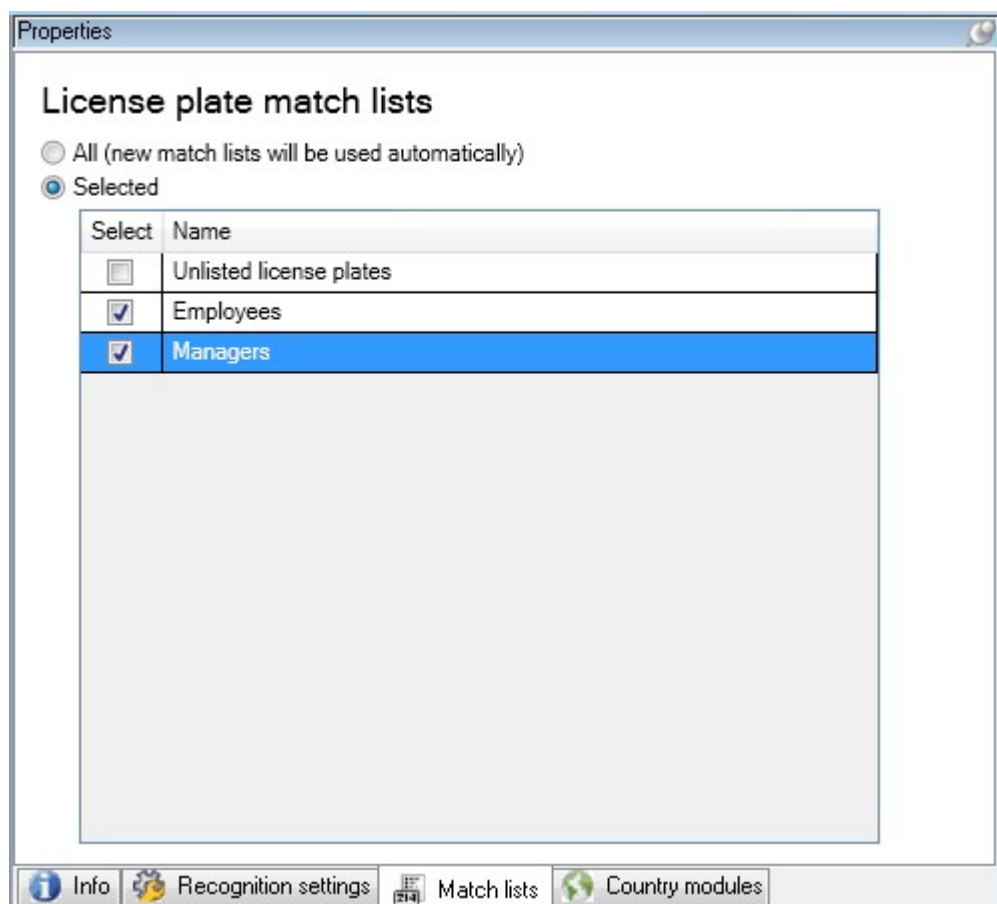 Properties
License plate match lists
All (new match lists will be used automatically)
Selected
Select Name
Unlisted license plates
Employees
Managers
Info Recognition settings 214 Match lists Country modules